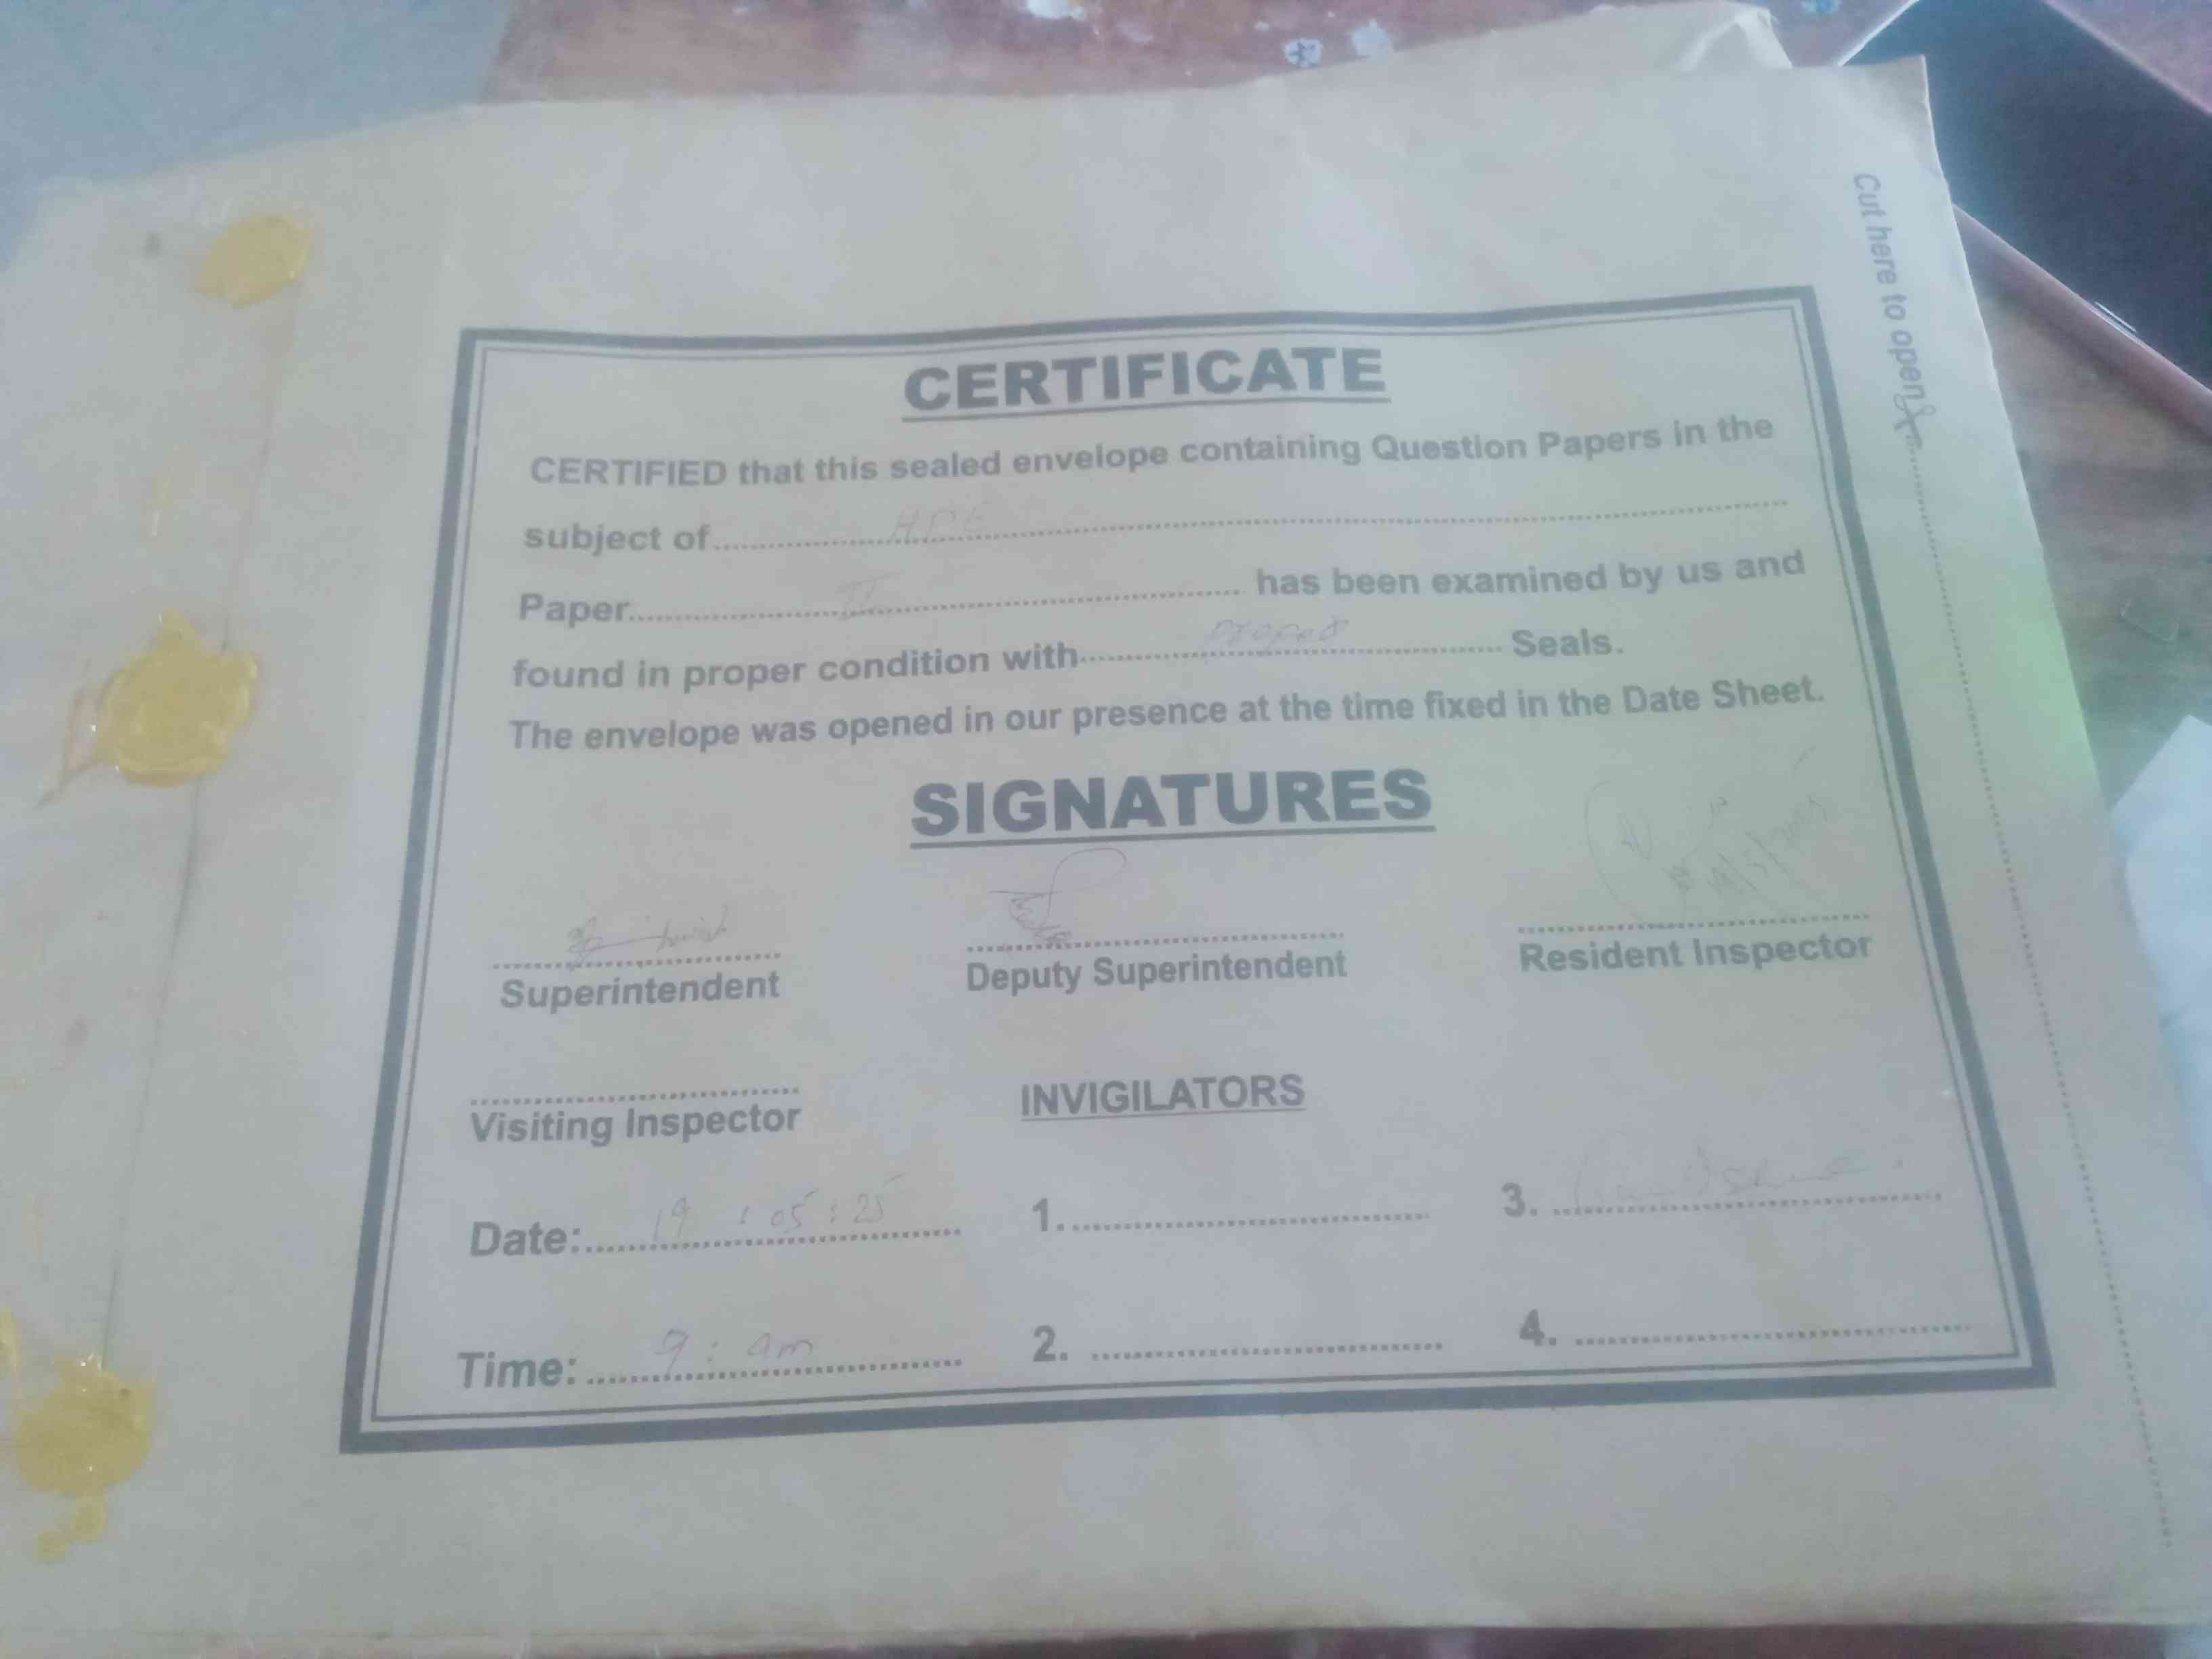 Cut here to open
CERTIFICATE
CERTIFIED that this sealed envelope containing Question Papers in the
subject of........HPE........
Paper........II........ has been examined by us and
found in proper condition with........proper........ Seals.
The envelope was opened in our presence at the time fixed in the Date Sheet.
SIGNATURES
Superintendent
Deputy Superintendent
Resident Inspector
Visiting Inspector
INVIGILATORS
Date:....19 : 05 : 25....
1.................
3.................
Time:....9 : am....
2.................
4.................